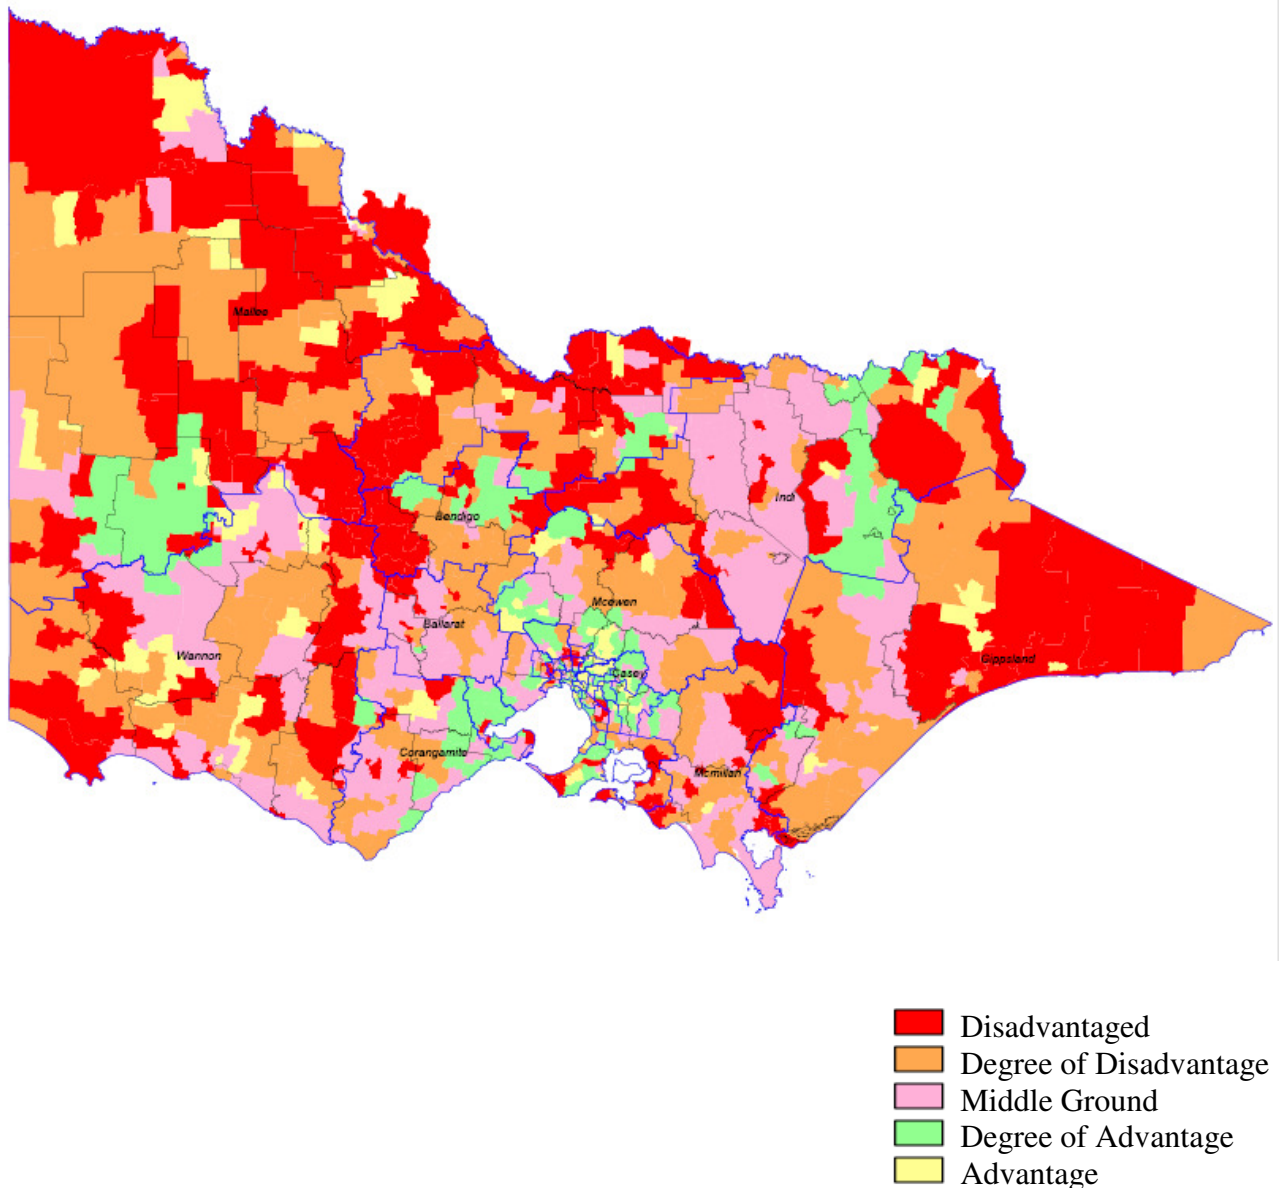 Mallee
Indi
Bendigo
Mcewen
Ballarat
Wannon
Gippsland
Casey
Corangamite
Mcmillan
Disadvantaged
Degree of Disadvantage
Middle Ground
Degree of Advantage
Advantage